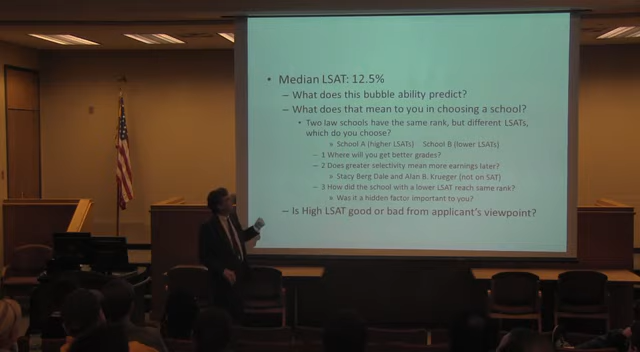 • Median LSAT: 12.5%
– What does this bubble ability predict?
– What does that mean to you in choosing a school?
• Two law schools have the same rank, but different LSATs,
which do you choose?
» School A (higher LSATs) School B (lower LSATs)
– 1 Where will you get better grades?
– 2 Does greater selectivity mean more earnings later?
» Stacy Berg Dale and Alan B. Krueger (not on SAT)
– 3 How did the school with a lower LSAT reach same rank?
» Was it a hidden factor important to you?
– Is High LSAT good or bad from applicant's viewpoint?